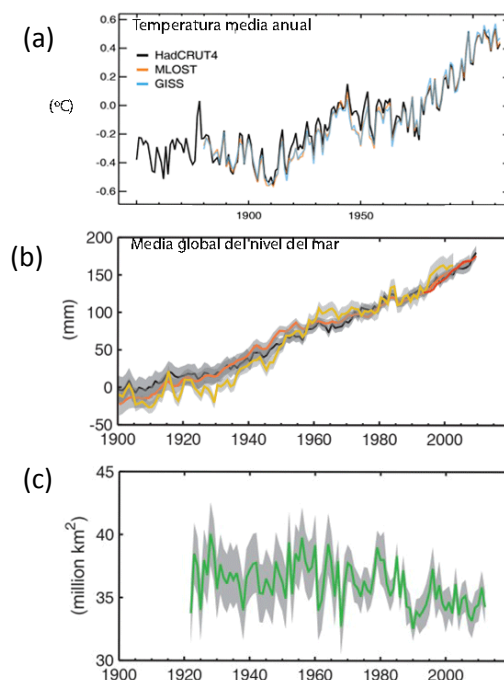 (a)
Temperatura media anual
0.6
0.4
0.2
0.0
-0.2
-0.4
-0.6
(°C)
HadCRUT4
MLOST
GISS
1900
1950
(b)
Media global del nivel del mar
200
150
100
50
0
-50
(mm)
1900
1920
1940
1960
1980
2000
(c)
45
40
35
30
(million km²)
1900
1920
1940
1960
1980
2000